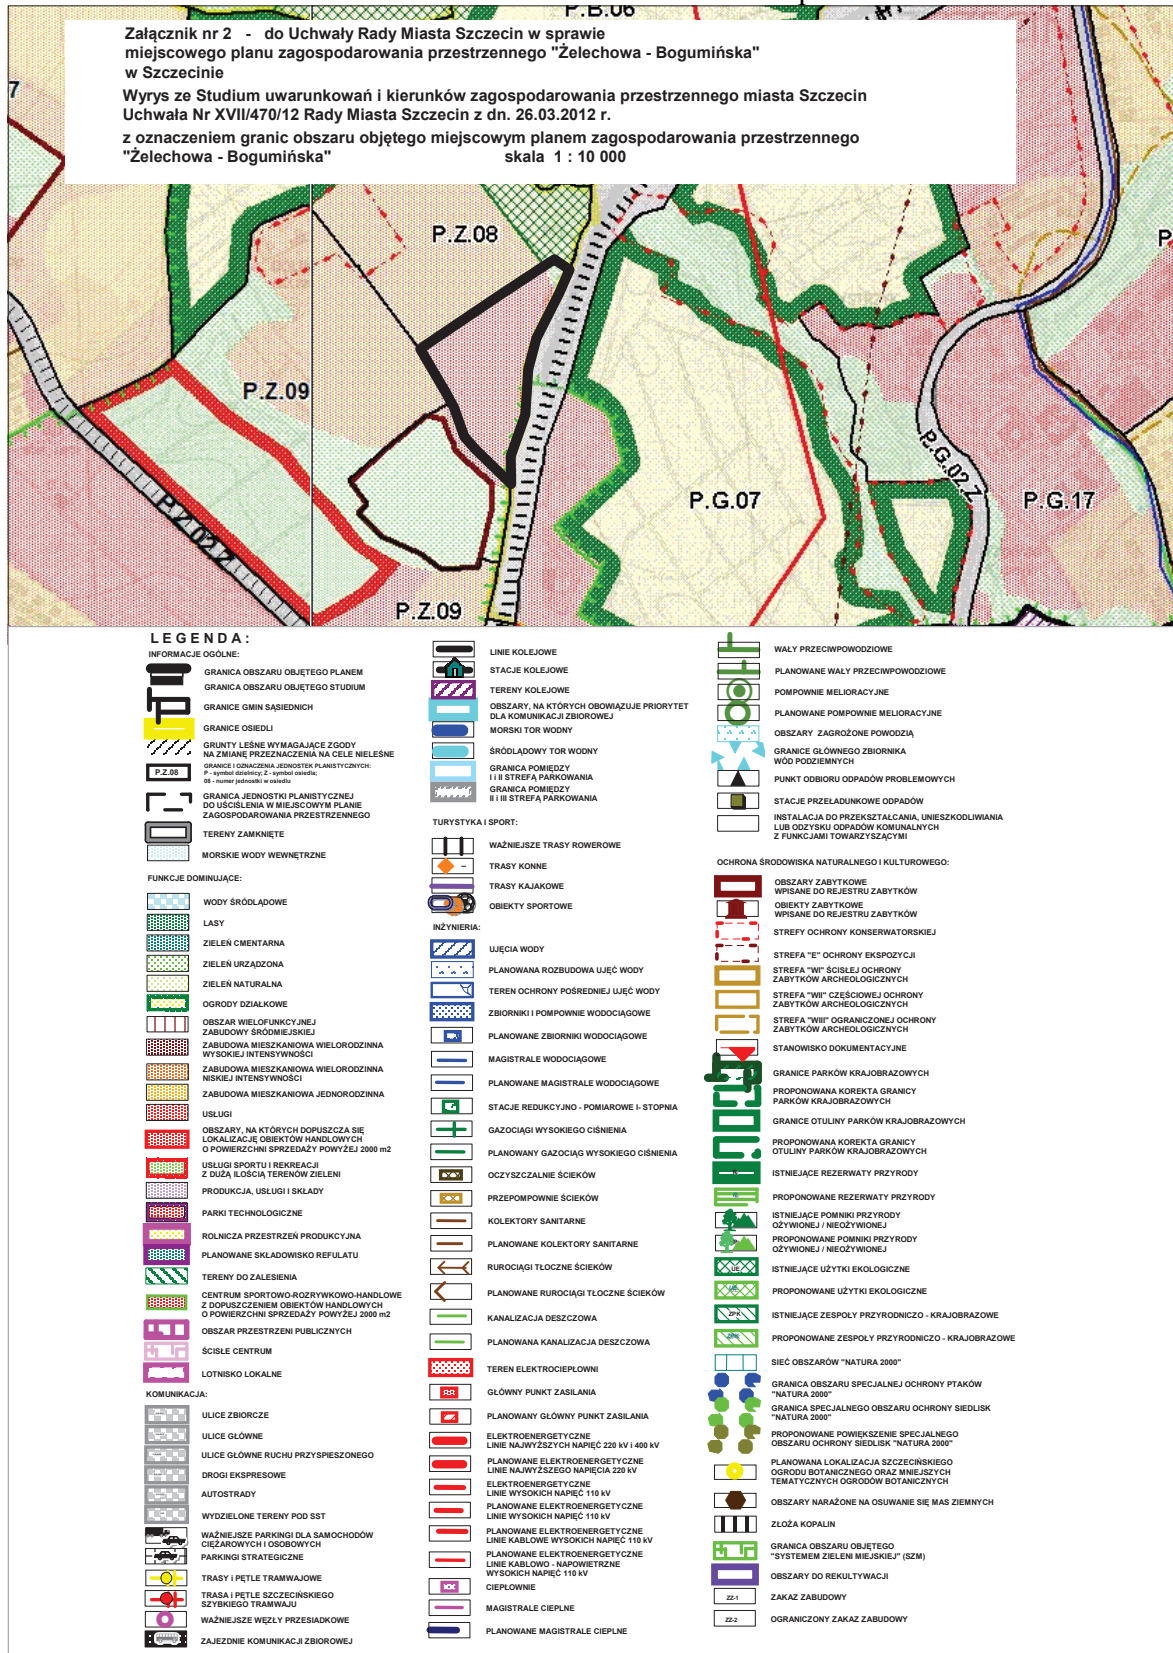 P.B.06
Załącznik nr 2 - do Uchwały Rady Miasta Szczecin w sprawie
miejscowego planu zagospodarowania przestrzennego "Żelechowa - Bogumińska"
w Szczecinie
Wyrys ze Studium uwarunkowań i kierunków zagospodarowania przestrzennego miasta Szczecin
Uchwała Nr XVII/470/12 Rady Miasta Szczecin z dn. 26.03.2012 r.
z oznaczeniem granic obszaru objętego miejscowym planem zagospodarowania przestrzennego
"Żelechowa - Bogumińska" skala 1 : 10 000
7
P.Z.08
P
P.Z.09
P.G.02.Z
P.G.07
P.G.17
P.Z.02.Z
P.Z.09
LEGENDA:
INFORMACJE OGÓLNE:
GRANICA OBSZARU OBJĘTEGO PLANEM
GRANICA OBSZARU OBJĘTEGO STUDIUM
GRANICE GMIN SĄSIEDNICH
GRANICE OSIEDLI
GRUNTY LEŚNE WYMAGAJĄCE ZGODY
NA ZMIANĘ PRZEZNACZENIA NA CELE NIELEŚNE
P.Z.08
GRANICE I OZNACZENIA JEDNOSTEK PLANISTYCZNYCH:
P - symbol dzielnicy; Z - symbol osiedla;
08 - numer jednostki w osiedlu
GRANICA JEDNOSTKI PLANISTYCZNEJ
DO UŚCIŚLENIA W MIEJSCOWYM PLANIE
ZAGOSPODAROWANIA PRZESTRZENNEGO
TERENY ZAMKNIĘTE
MORSKIE WODY WEWNĘTRZNE
FUNKCJE DOMINUJĄCE:
WODY ŚRÓDLĄDOWE
LASY
ZIELEŃ CMENTARNA
ZIELEŃ URZĄDZONA
ZIELEŃ NATURALNA
OGRODY DZIAŁKOWE
OBSZAR WIELOFUNKCYJNEJ
ZABUDOWY ŚRÓDMIEJSKIEJ
ZABUDOWA MIESZKANIOWA WIELORODZINNA
WYSOKIEJ INTENSYWNOŚCI
ZABUDOWA MIESZKANIOWA WIELORODZINNA
NISKIEJ INTENSYWNOŚCI
ZABUDOWA MIESZKANIOWA JEDNORODZINNA
USŁUGI
OBSZARY, NA KTÓRYCH DOPUSZCZA SIĘ
LOKALIZACJĘ OBIEKTÓW HANDLOWYCH
O POWIERZCHNI SPRZEDAŻY POWYŻEJ 2000 m2
USŁUGI SPORTU I REKREACJI
Z DUŻĄ ILOŚCIĄ TERENÓW ZIELENI
PRODUKCJA, USŁUGI I SKŁADY
PARKI TECHNOLOGICZNE
ROLNICZA PRZESTRZEŃ PRODUKCYJNA
PLANOWANE SKŁADOWISKO REFULATU
TERENY DO ZALESIENIA
CENTRUM SPORTOWO-ROZRYWKOWO-HANDLOWE
Z DOPUSZCZENIEM OBIEKTÓW HANDLOWYCH
O POWIERZCHNI SPRZEDAŻY POWYŻEJ 2000 m2
OBSZAR PRZESTRZENI PUBLICZNYCH
ŚCISŁE CENTRUM
LOTNISKO LOKALNE
KOMUNIKACJA:
ULICE ZBIORCZE
ULICE GŁÓWNE
ULICE GŁÓWNE RUCHU PRZYSPIESZONEGO
DROGI EKSPRESOWE
AUTOSTRADY
WYDZIELONE TERENY POD SST
WAŻNIEJSZE PARKINGI DLA SAMOCHODÓW
CIĘŻAROWYCH I OSOBOWYCH
PARKINGI STRATEGICZNE
TRASY i PĘTLE TRAMWAJOWE
TRASA i PĘTLE SZCZECIŃSKIEGO
SZYBKIEGO TRAMWAJU
WAŻNIEJSZE WĘZŁY PRZESIADKOWE
ZAJEZDNIE KOMUNIKACJI ZBIOROWEJ
LINIE KOLEJOWE
STACJE KOLEJOWE
TERENY KOLEJOWE
OBSZARY, NA KTÓRYCH OBOWIĄZUJE PRIORYTET
DLA KOMUNIKACJI ZBIOROWEJ
MORSKI TOR WODNY
ŚRÓDLĄDOWY TOR WODNY
GRANICA POMIĘDZY
I i II STREFĄ PARKOWANIA
GRANICA POMIĘDZY
II i III STREFĄ PARKOWANIA
TURYSTYKA I SPORT:
WAŻNIEJSZE TRASY ROWEROWE
TRASY KONNE
TRASY KAJAKOWE
OBIEKTY SPORTOWE
INŻYNIERIA:
UJĘCIA WODY
PLANOWANA ROZBUDOWA UJĘĆ WODY
TEREN OCHRONY POŚREDNIEJ UJĘĆ WODY
ZBIORNIKI I POMPOWNIE WODOCIĄGOWE
PLANOWANE ZBIORNIKI WODOCIĄGOWE
MAGISTRALE WODOCIĄGOWE
PLANOWANE MAGISTRALE WODOCIĄGOWE
STACJE REDUKCYJNO - POMIAROWE I- STOPNIA
GAZOCIĄGI WYSOKIEGO CIŚNIENIA
PLANOWANY GAZOCIĄG WYSOKIEGO CIŚNIENIA
OCZYSZCZALNIE ŚCIEKÓW
PRZEPOMPOWNIE ŚCIEKÓW
KOLEKTORY SANITARNE
PLANOWANE KOLEKTORY SANITARNE
RUROCIĄGI TŁOCZNE ŚCIEKÓW
PLANOWANE RUROCIĄGI TŁOCZNE ŚCIEKÓW
KANALIZACJA DESZCZOWA
PLANOWANA KANALIZACJA DESZCZOWA
TEREN ELEKTROCIEPŁOWNI
GŁÓWNY PUNKT ZASILANIA
PLANOWANY GŁÓWNY PUNKT ZASILANIA
ELEKTROENERGETYCZNE
LINIE NAJWYŻSZYCH NAPIĘĆ 220 kV i 400 kV
PLANOWANE ELEKTROENERGETYCZNE
LINIE NAJWYŻSZEGO NAPIĘCIA 220 kV
ELEKTROENERGETYCZNE
LINIE WYSOKICH NAPIĘĆ 110 kV
PLANOWANE ELEKTROENERGETYCZNE
LINIE WYSOKICH NAPIĘĆ 110 kV
PLANOWANE ELEKTROENERGETYCZNE
LINIE KABLOWE WYSOKICH NAPIĘĆ 110 kV
PLANOWANE ELEKTROENERGETYCZNE
LINIE KABLOWO - NAPOWIETRZNE
WYSOKICH NAPIĘĆ 110 kV
CIEPŁOWNIE
MAGISTRALE CIEPLNE
PLANOWANE MAGISTRALE CIEPLNE
WAŁY PRZECIWPOWODZIOWE
PLANOWANE WAŁY PRZECIWPOWODZIOWE
POMPOWNIE MELIORACYJNE
PLANOWANE POMPOWNIE MELIORACYJNE
OBSZARY ZAGROŻONE POWODZIĄ
GRANICE GŁÓWNEGO ZBIORNIKA
WÓD PODZIEMNYCH
PUNKT ODBIORU ODPADÓW PROBLEMOWYCH
STACJE PRZEŁADUNKOWE ODPADÓW
INSTALACJA DO PRZEKSZTAŁCANIA, UNIESZKODLIWIANIA
LUB ODZYSKU ODPADÓW KOMUNALNYCH
Z FUNKCJAMI TOWARZYSZĄCYMI
OCHRONA ŚRODOWISKA NATURALNEGO I KULTUROWEGO:
OBSZARY ZABYTKOWE
WPISANE DO REJESTRU ZABYTKÓW
OBIEKTY ZABYTKOWE
WPISANE DO REJESTRU ZABYTKÓW
STREFY OCHRONY KONSERWATORSKIEJ
STREFA "E" OCHRONY EKSPOZYCJI
STREFA "WI" ŚCISŁEJ OCHRONY
ZABYTKÓW ARCHEOLOGICZNYCH
STREFA "WII" CZĘŚCIOWEJ OCHRONY
ZABYTKÓW ARCHEOLOGICZNYCH
STREFA "WIII" OGRANICZONEJ OCHRONY
ZABYTKÓW ARCHEOLOGICZNYCH
STANOWISKO DOKUMENTACYJNE
GRANICE PARKÓW KRAJOBRAZOWYCH
PROPONOWANA KOREKTA GRANICY
PARKÓW KRAJOBRAZOWYCH
GRANICE OTULINY PARKÓW KRAJOBRAZOWYCH
PROPONOWANA KOREKTA GRANICY
OTULINY PARKÓW KRAJOBRAZOWYCH
ISTNIEJĄCE REZERWATY PRZYRODY
PROPONOWANE REZERWATY PRZYRODY
ISTNIEJĄCE POMNIKI PRZYRODY
OŻYWIONEJ / NIEOŻYWIONEJ
PROPONOWANE POMNIKI PRZYRODY
OŻYWIONEJ / NIEOŻYWIONEJ
UE
ISTNIEJĄCE UŻYTKI EKOLOGICZNE
PROPONOWANE UŻYTKI EKOLOGICZNE
ZPK
ISTNIEJĄCE ZESPOŁY PRZYRODNICZO - KRAJOBRAZOWE
PROPONOWANE ZESPOŁY PRZYRODNICZO - KRAJOBRAZOWE
SIEĆ OBSZARÓW "NATURA 2000"
GRANICA OBSZARU SPECJALNEJ OCHRONY PTAKÓW
"NATURA 2000"
GRANICA SPECJALNEGO OBSZARU OCHRONY SIEDLISK
"NATURA 2000"
PROPONOWANE POWIĘKSZENIE SPECJALNEGO
OBSZARU OCHRONY SIEDLISK "NATURA 2000"
PLANOWANA LOKALIZACJA SZCZECIŃSKIEGO
OGRODU BOTANICZNEGO ORAZ MNIEJSZYCH
TEMATYCZNYCH OGRODÓW BOTANICZNYCH
OBSZARY NARAŻONE NA OSUWANIE SIĘ MAS ZIEMNYCH
ZŁOŻA KOPALIN
GRANICA OBSZARU OBJĘTEGO
"SYSTEMEM ZIELENI MIEJSKIEJ" (SZM)
OBSZARY DO REKULTYWACJI
ZZ-1
ZAKAZ ZABUDOWY
ZZ-2
OGRANICZONY ZAKAZ ZABUDOWY